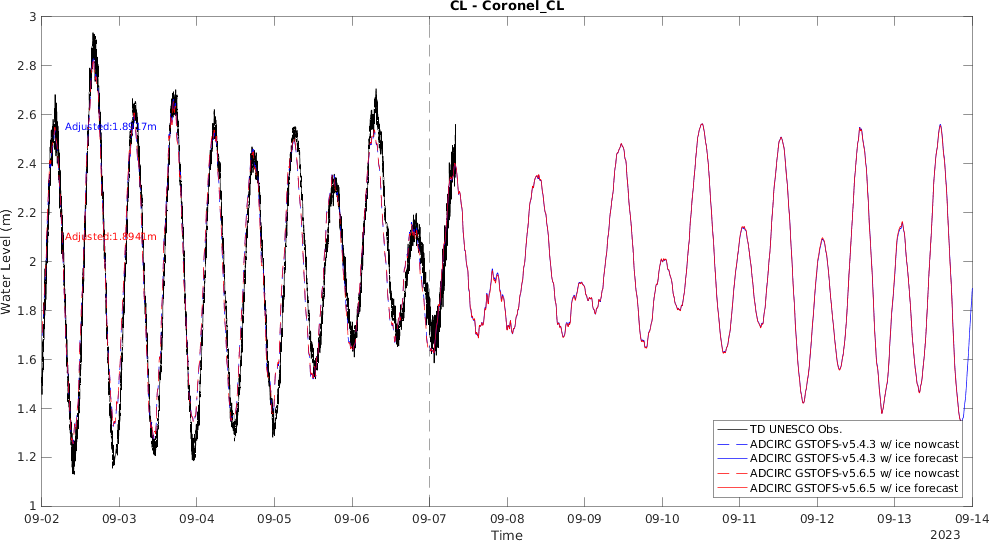 CL - Coronel_CL
3
2.8
2.6
2.4
2.2
2
1.8
1.6
1.4
1.2
1
Water Level (m)
Adjusted:1.8917m
Adjusted:1.8941m
TD UNESCO Obs.
ADCIRC GSTOFS-v5.4.3 w/ ice nowcast
ADCIRC GSTOFS-v5.4.3 w/ ice forecast
ADCIRC GSTOFS-v5.6.5 w/ ice nowcast
ADCIRC GSTOFS-v5.6.5 w/ ice forecast
09-02 09-03 09-04 09-05 09-06 09-07 09-08 09-09 09-10 09-11 09-12 09-13 09-14
Time
2023